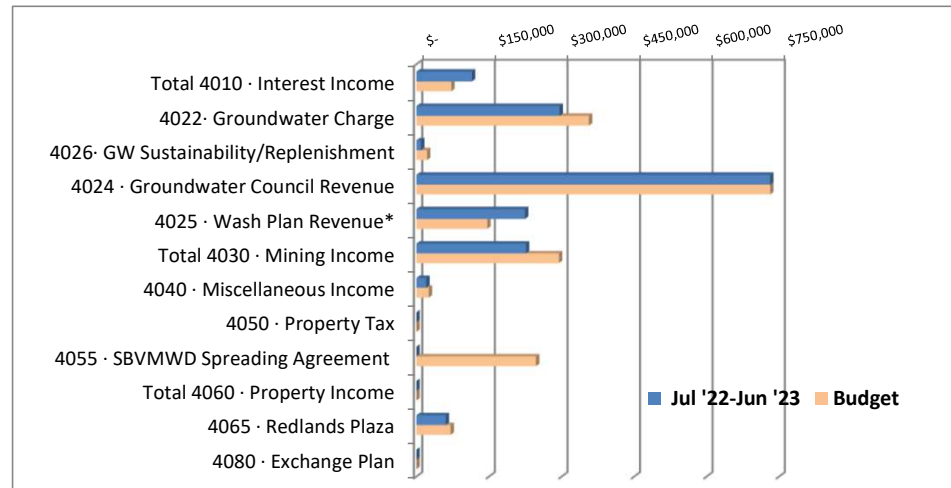 $- $150,000 $300,000 $450,000 $600,000 $750,000
Total 4010 · Interest Income
4022· Groundwater Charge
4026· GW Sustainability/Replenishment
4024 · Groundwater Council Revenue
4025 · Wash Plan Revenue*
Total 4030 · Mining Income
4040 · Miscellaneous Income
4050 · Property Tax
4055 · SBVMWD Spreading Agreement
Total 4060 · Property Income
Jul '22-Jun '23 Budget
4065 · Redlands Plaza
4080 · Exchange Plan